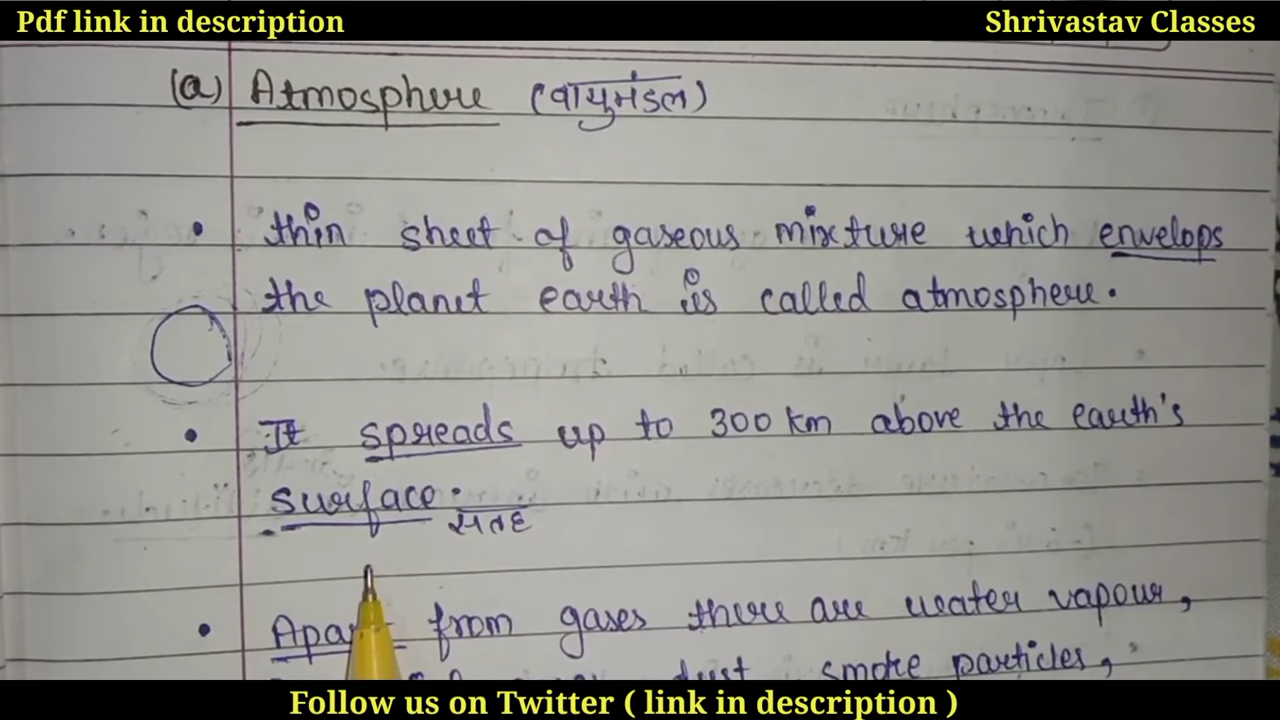 Pdf link in description
Shrivastav Classes
(a) Atmosphere (वायुमंडल)
• thin sheet of gaseous mixture which envelops
the planet earth is called atmosphere.
• It spreads up to 300 km above the earth's
surface. सतह
• Apart from gases there are water vapour,
dust smoke particles,
Follow us on Twitter ( link in description )